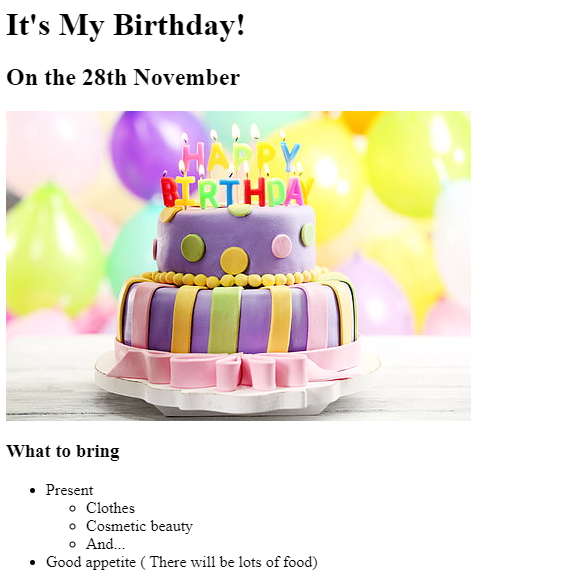 It's My Birthday!
On the 28th November
HAPPY
BIRTHDAY
What to bring
Present
Clothes
Cosmetic beauty
And...
Good appetite ( There will be lots of food)